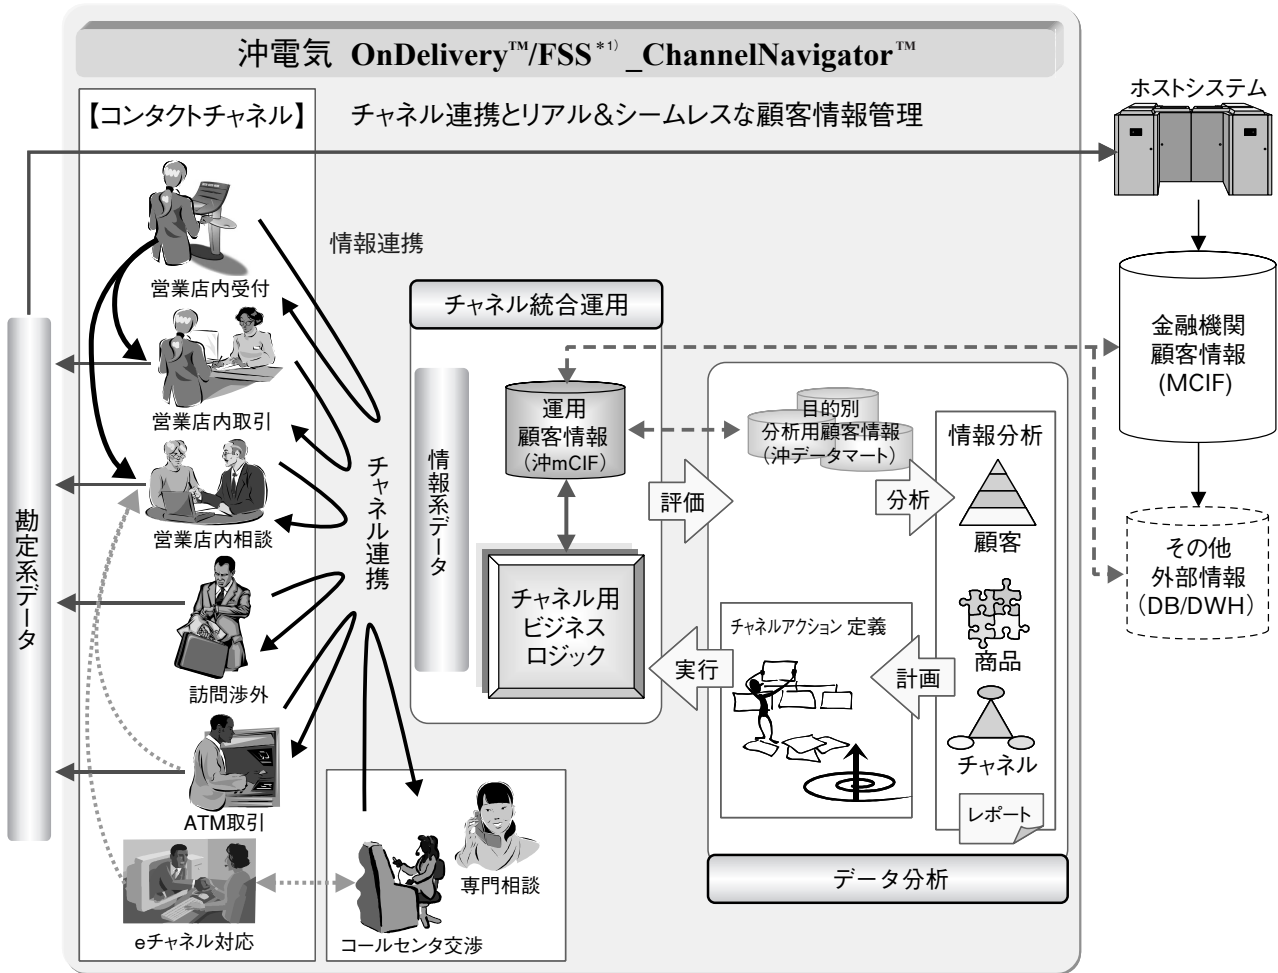 沖電気 OnDelivery™/FSS＊1）_ChannelNavigator™
【コンタクトチャネル】
チャネル連携とリアル＆シームレスな顧客情報管理
ホストシステム
情報連携
営業店内受付
営業店内取引
営業店内相談
訪問渉外
ATM取引
eチャネル対応
勘定系データ
チャネル連携
コールセンタ交渉
専門相談
チャネル統合運用
情報系データ
運用
顧客情報
（沖mCIF）
チャネル用
ビジネス
ロジック
評価
実行
目的別
分析用顧客情報
（沖データマート）
分析
計画
チャネルアクション 定義
情報分析
顧客
商品
チャネル
レポート
データ分析
金融機関
顧客情報
(MCIF)
その他
外部情報
（DB/DWH）